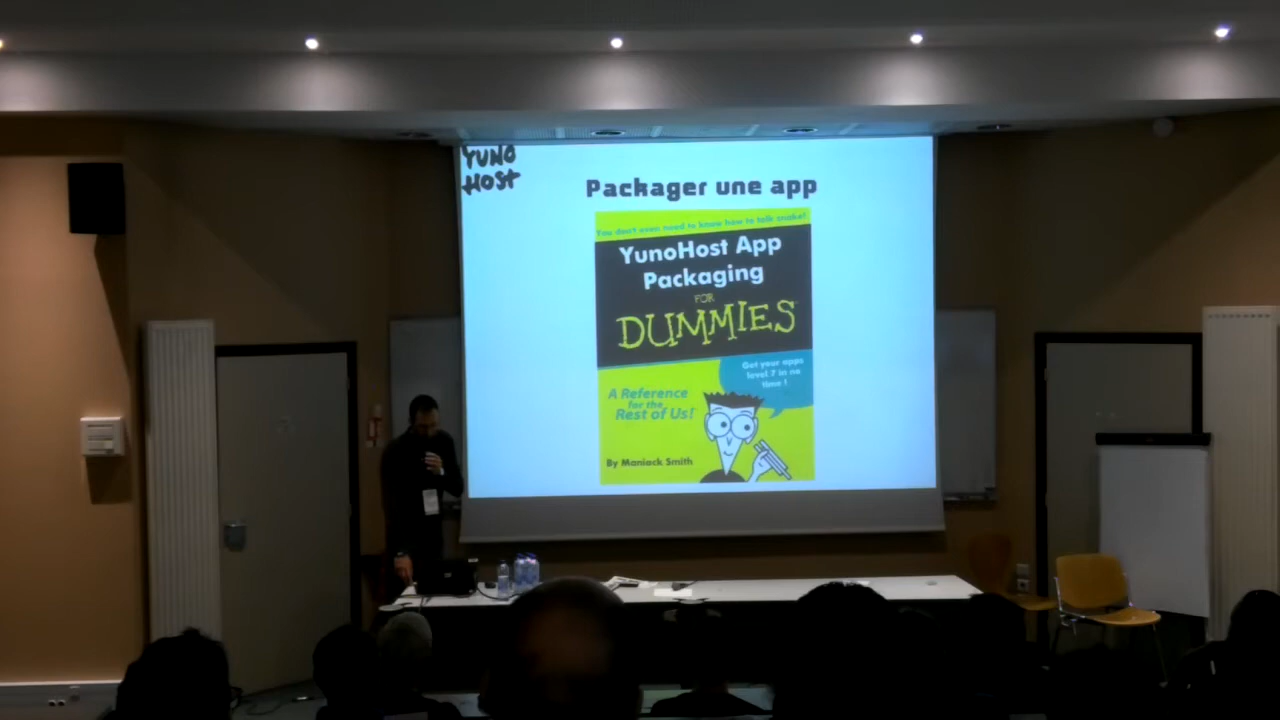 YUNO
HOST
Packager une app
You don't even need to know how to talk snake!
YunoHost App
Packaging
FOR
DUMMIES
Get your apps
level 7 in no
time !
A Reference
for the
Rest of Us!
By Maniack Smith